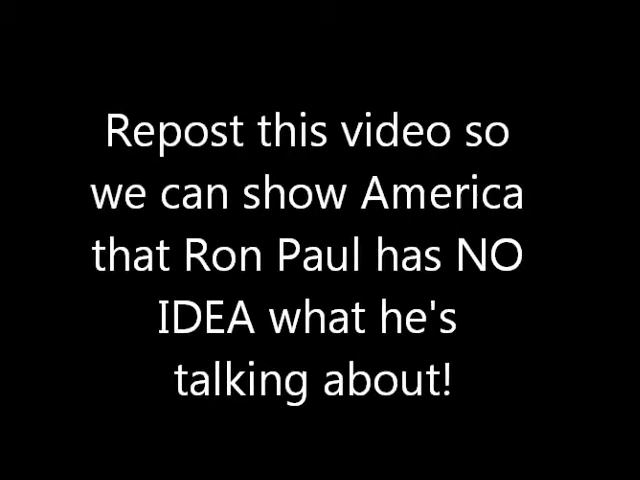 Repost this video so
we can show America
that Ron Paul has NO
IDEA what he's
talking about!